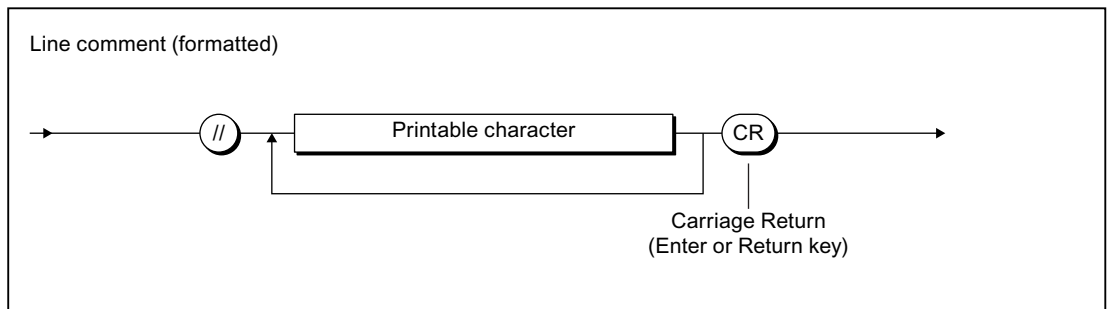 Line comment (formatted)
//
Printable character
CR
Carriage Return
(Enter or Return key)